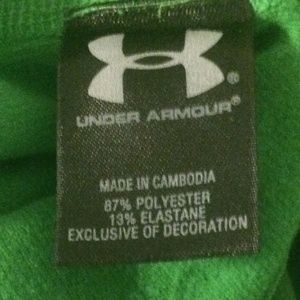 UNDER ARMOUR®
MADE IN CAMBODIA
87% POLYESTER
13% ELASTANE
EXCLUSIVE OF DECORATION